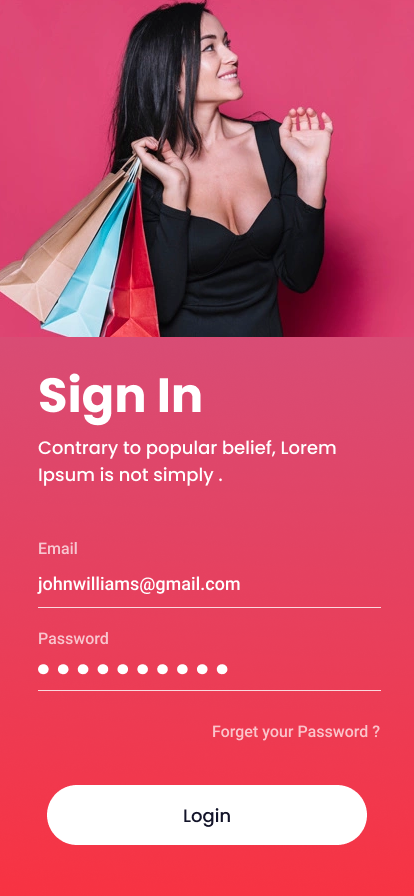 Sign In
Contrary to popular belief, Lorem
Ipsum is not simply .
Email
johnwilliams@gmail.com
Password
Forget your Password ?
Login